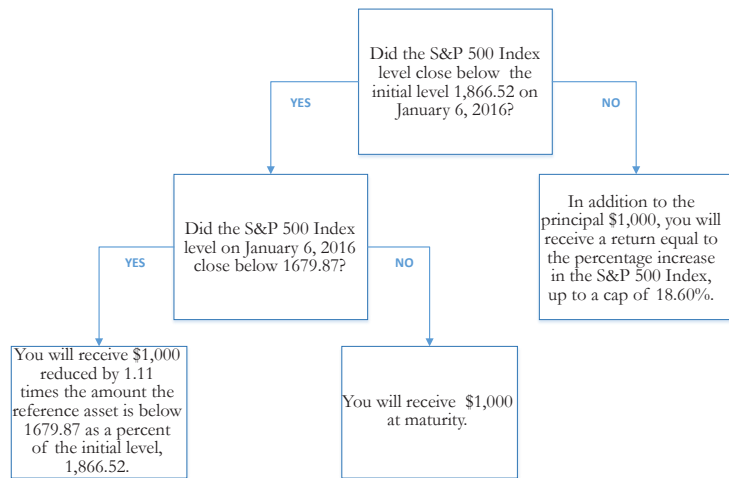 Did the S&P 500 Index
level close below the
initial level 1,866.52 on
January 6, 2016?
YES
NO
Did the S&P 500 Index
level on January 6, 2016
close below 1679.87?
In addition to the
principal $1,000, you will
receive a return equal to
the percentage increase
in the S&P 500 Index,
up to a cap of 18.60%.
YES
NO
You will receive $1,000
reduced by 1.11
times the amount the
reference asset is below
1679.87 as a percent
of the initial level,
1,866.52.
You will receive $1,000
at maturity.